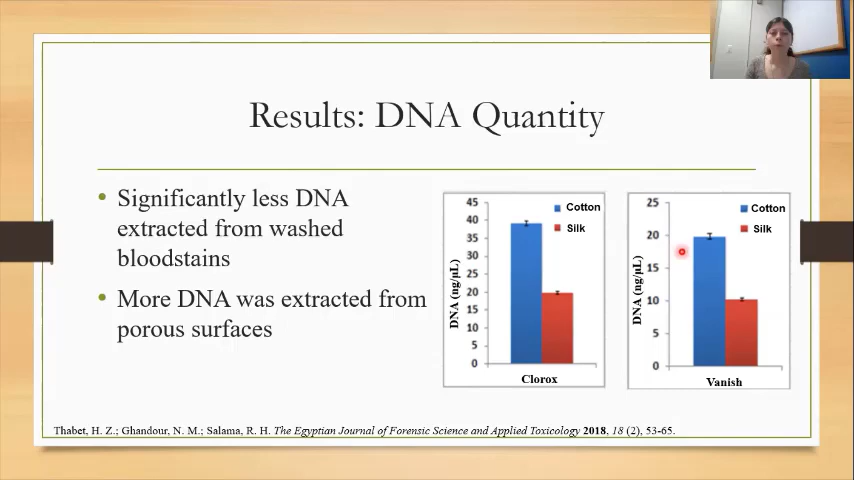 Results: DNA Quantity
• Significantly less DNA
extracted from washed
bloodstains
• More DNA was extracted from
porous surfaces
45
40
35
30
25
20
15
10
5
0
DNA (ng/μL)
Cotton
Silk
Clorox
25
20
15
10
5
0
DNA (ng/μL)
Cotton
Silk
Vanish
Thabet, H. Z.; Ghandour, N. M.; Salama, R. H. The Egyptian Journal of Forensic Science and Applied Toxicology 2018, 18 (2), 53-65.